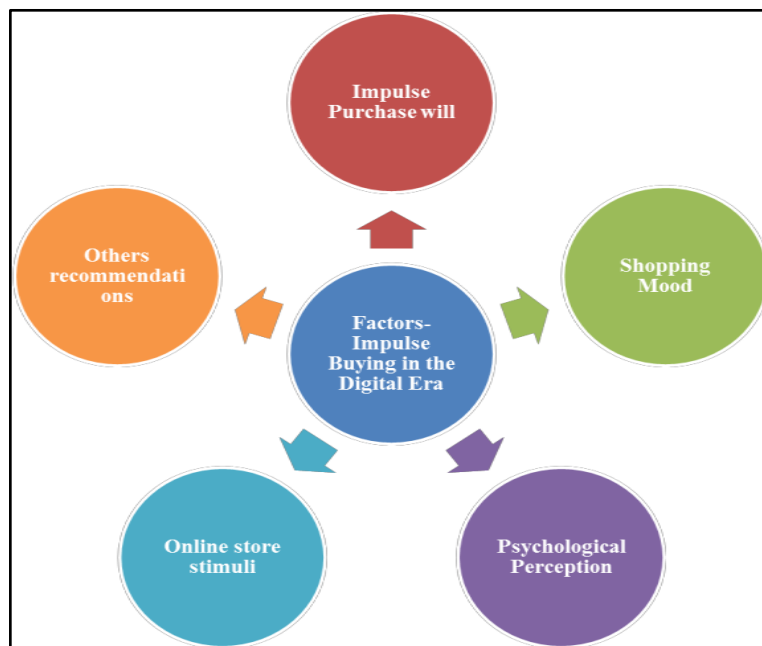 Impulse
Purchase will
Others
recommendati
ons
Shopping
Mood
Factors-
Impulse
Buying in the
Digital Era
Online store
stimuli
Psychological
Perception